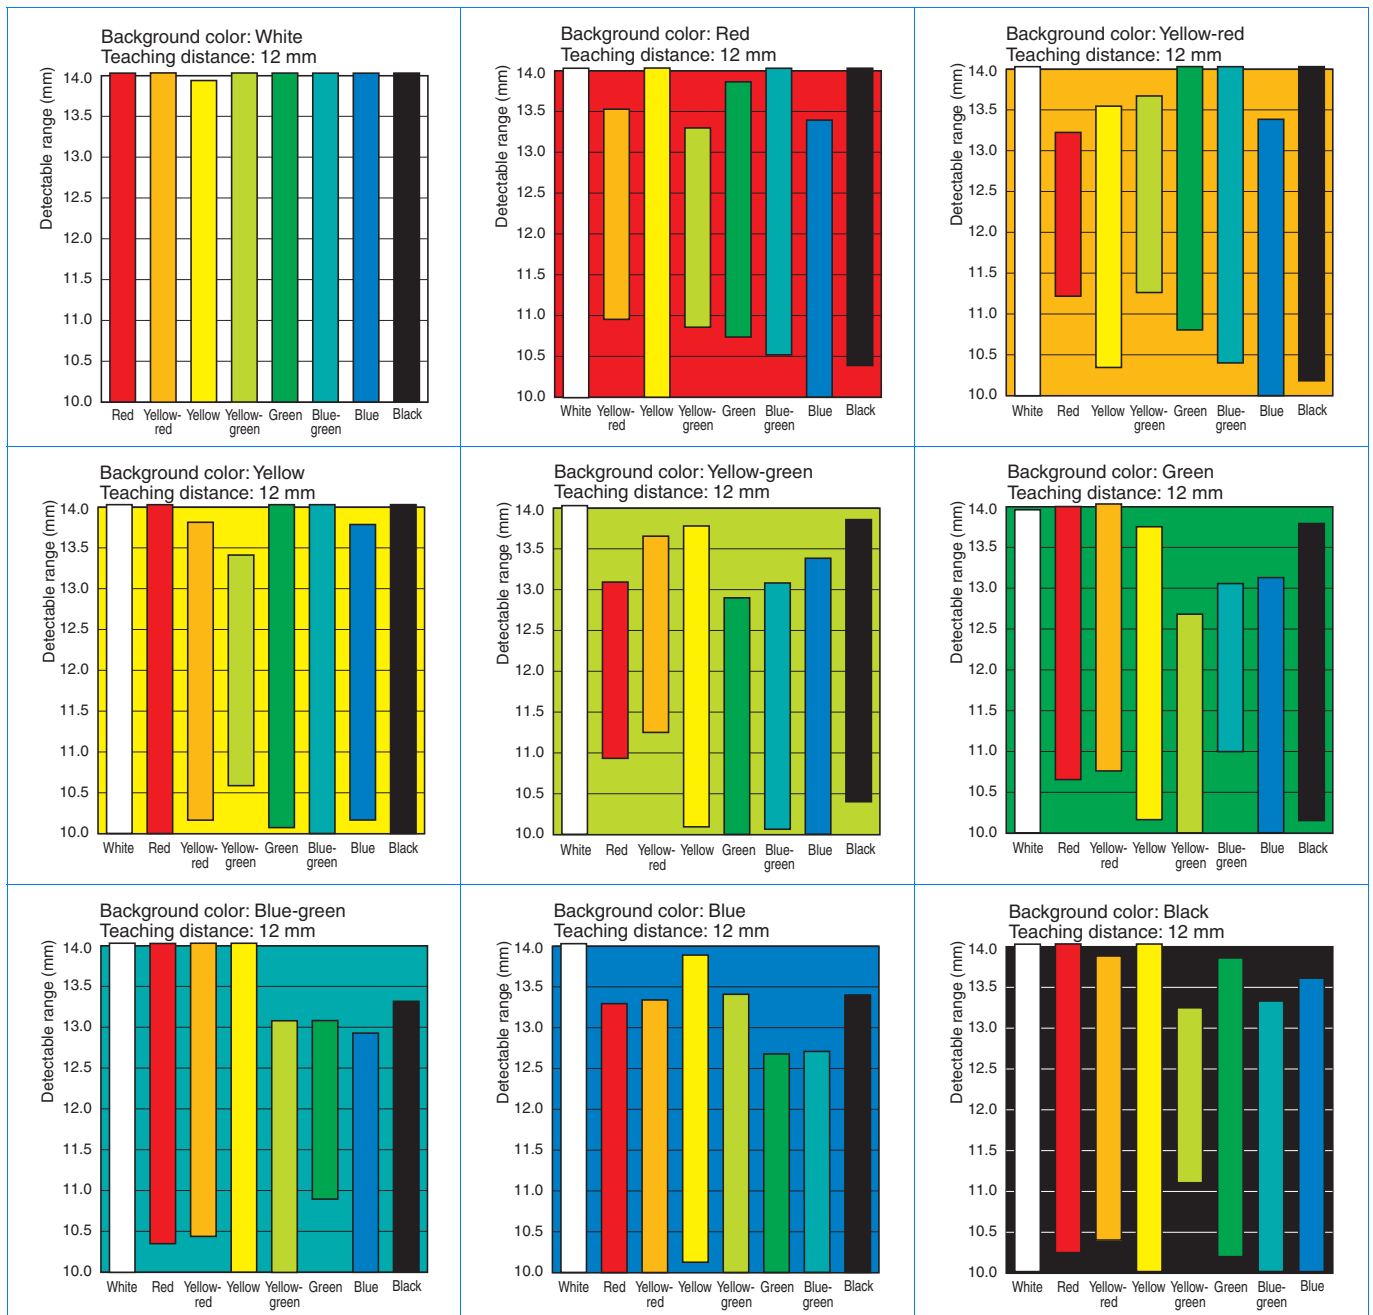 Background color: White
Teaching distance: 12 mm
Detectable range (mm)
14.0
13.5
13.0
12.5
12.0
11.5
11.0
10.5
10.0
Red Yellow-red Yellow Yellow-green Green Blue-green Blue Black
Background color: Red
Teaching distance: 12 mm
Detectable range (mm)
14.0
13.5
13.0
12.5
12.0
11.5
11.0
10.5
10.0
White Yellow-red Yellow Yellow-green Green Blue-green Blue Black
Background color: Yellow-red
Teaching distance: 12 mm
Detectable range (mm)
14.0
13.5
13.0
12.5
12.0
11.5
11.0
10.5
10.0
White Red Yellow Yellow-green Green Blue-green Blue Black
Background color: Yellow
Teaching distance: 12 mm
Detectable range (mm)
14.0
13.5
13.0
12.5
12.0
11.5
11.0
10.5
10.0
White Red Yellow-red Yellow-green Green Blue-green Blue Black
Background color: Yellow-green
Teaching distance: 12 mm
Detectable range (mm)
14.0
13.5
13.0
12.5
12.0
11.5
11.0
10.5
10.0
White Red Yellow-red Yellow Green Blue-green Blue Black
Background color: Green
Teaching distance: 12 mm
Detectable range (mm)
14.0
13.5
13.0
12.5
12.0
11.5
11.0
10.5
10.0
White Red Yellow-red Yellow Yellow-green Blue-green Blue Black
Background color: Blue-green
Teaching distance: 12 mm
Detectable range (mm)
14.0
13.5
13.0
12.5
12.0
11.5
11.0
10.5
10.0
White Red Yellow-red Yellow Yellow-green Green Blue Black
Background color: Blue
Teaching distance: 12 mm
Detectable range (mm)
14.0
13.5
13.0
12.5
12.0
11.5
11.0
10.5
10.0
White Red Yellow-red Yellow Yellow-green Green Blue-green Black
Background color: Black
Teaching distance: 12 mm
Detectable range (mm)
14.0
13.5
13.0
12.5
12.0
11.5
11.0
10.5
10.0
White Red Yellow-red Yellow Yellow-green Green Blue-green Blue